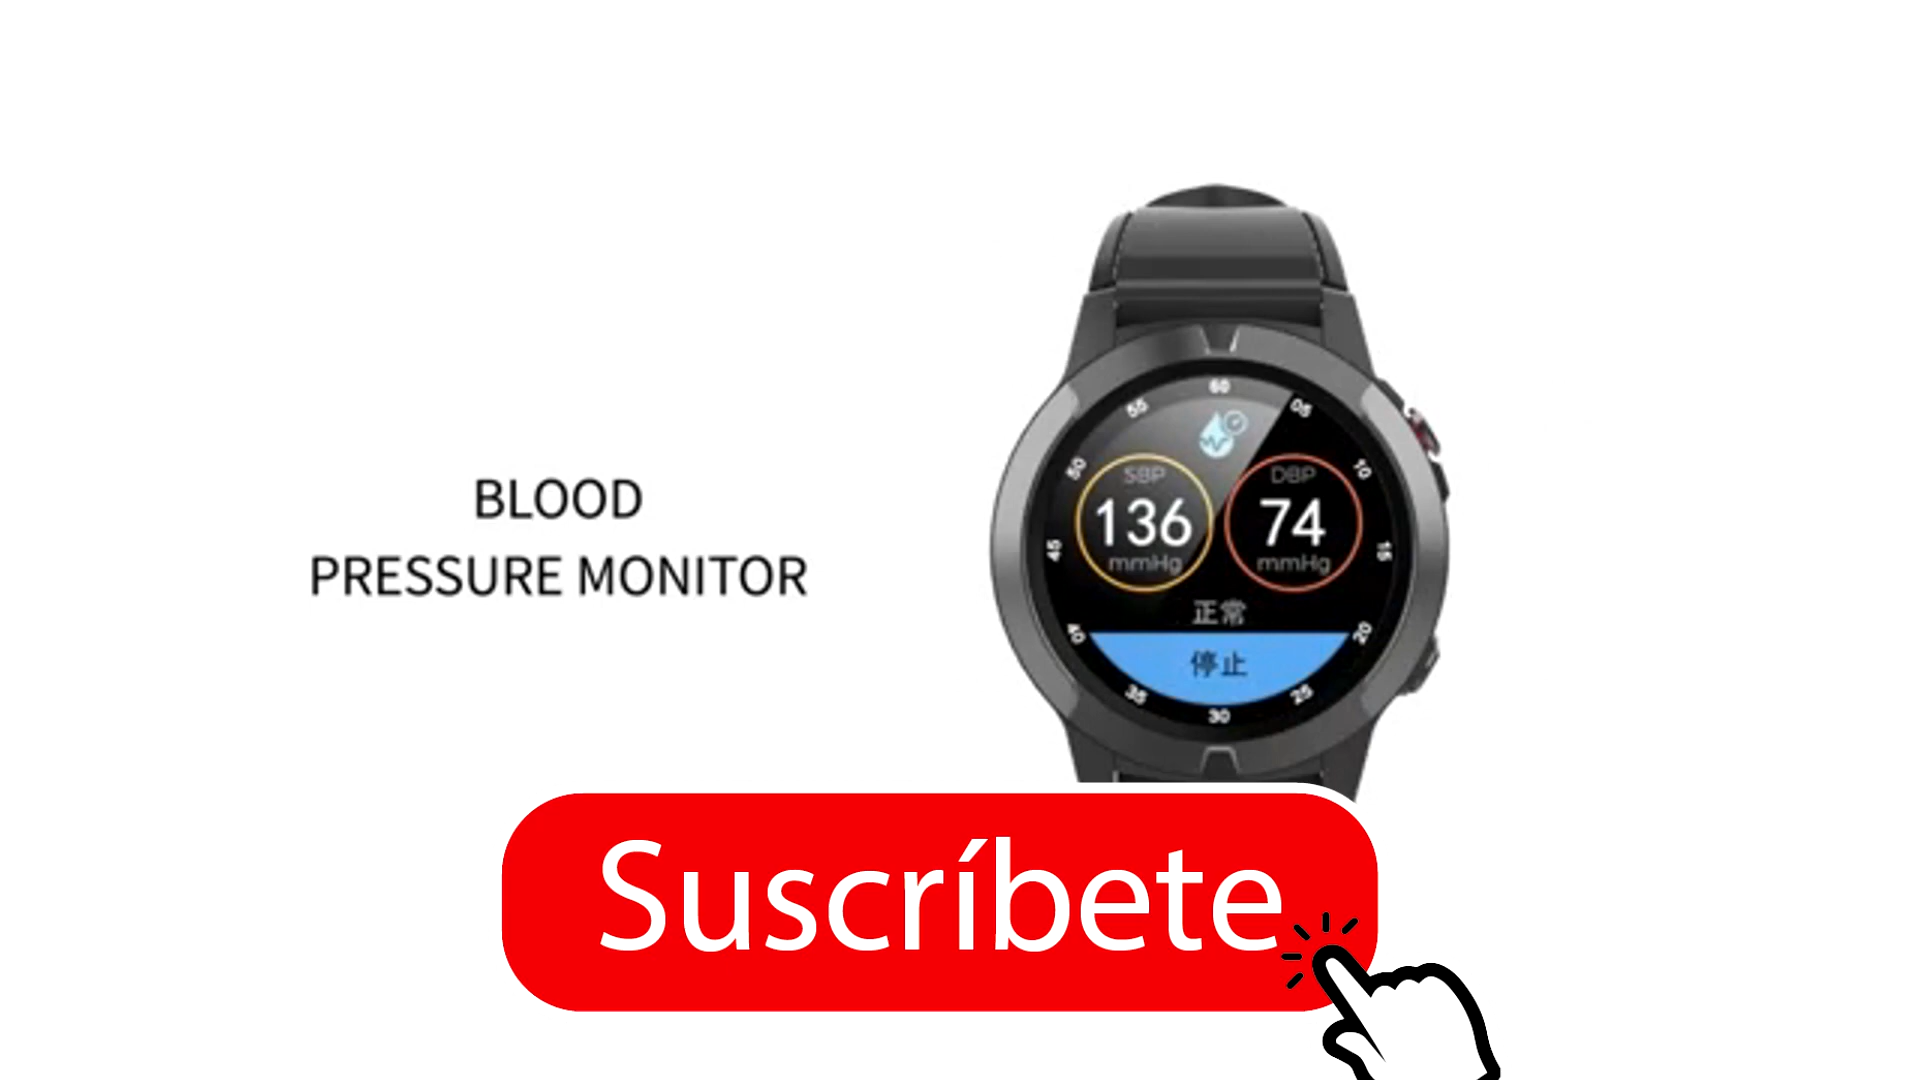 BLOOD
PRESSURE MONITOR
60
55
05
50
10
SBP
DBP
136
74
45
15
mmHg
mmHg
正常
40
20
停止
35
25
30
Suscríbete